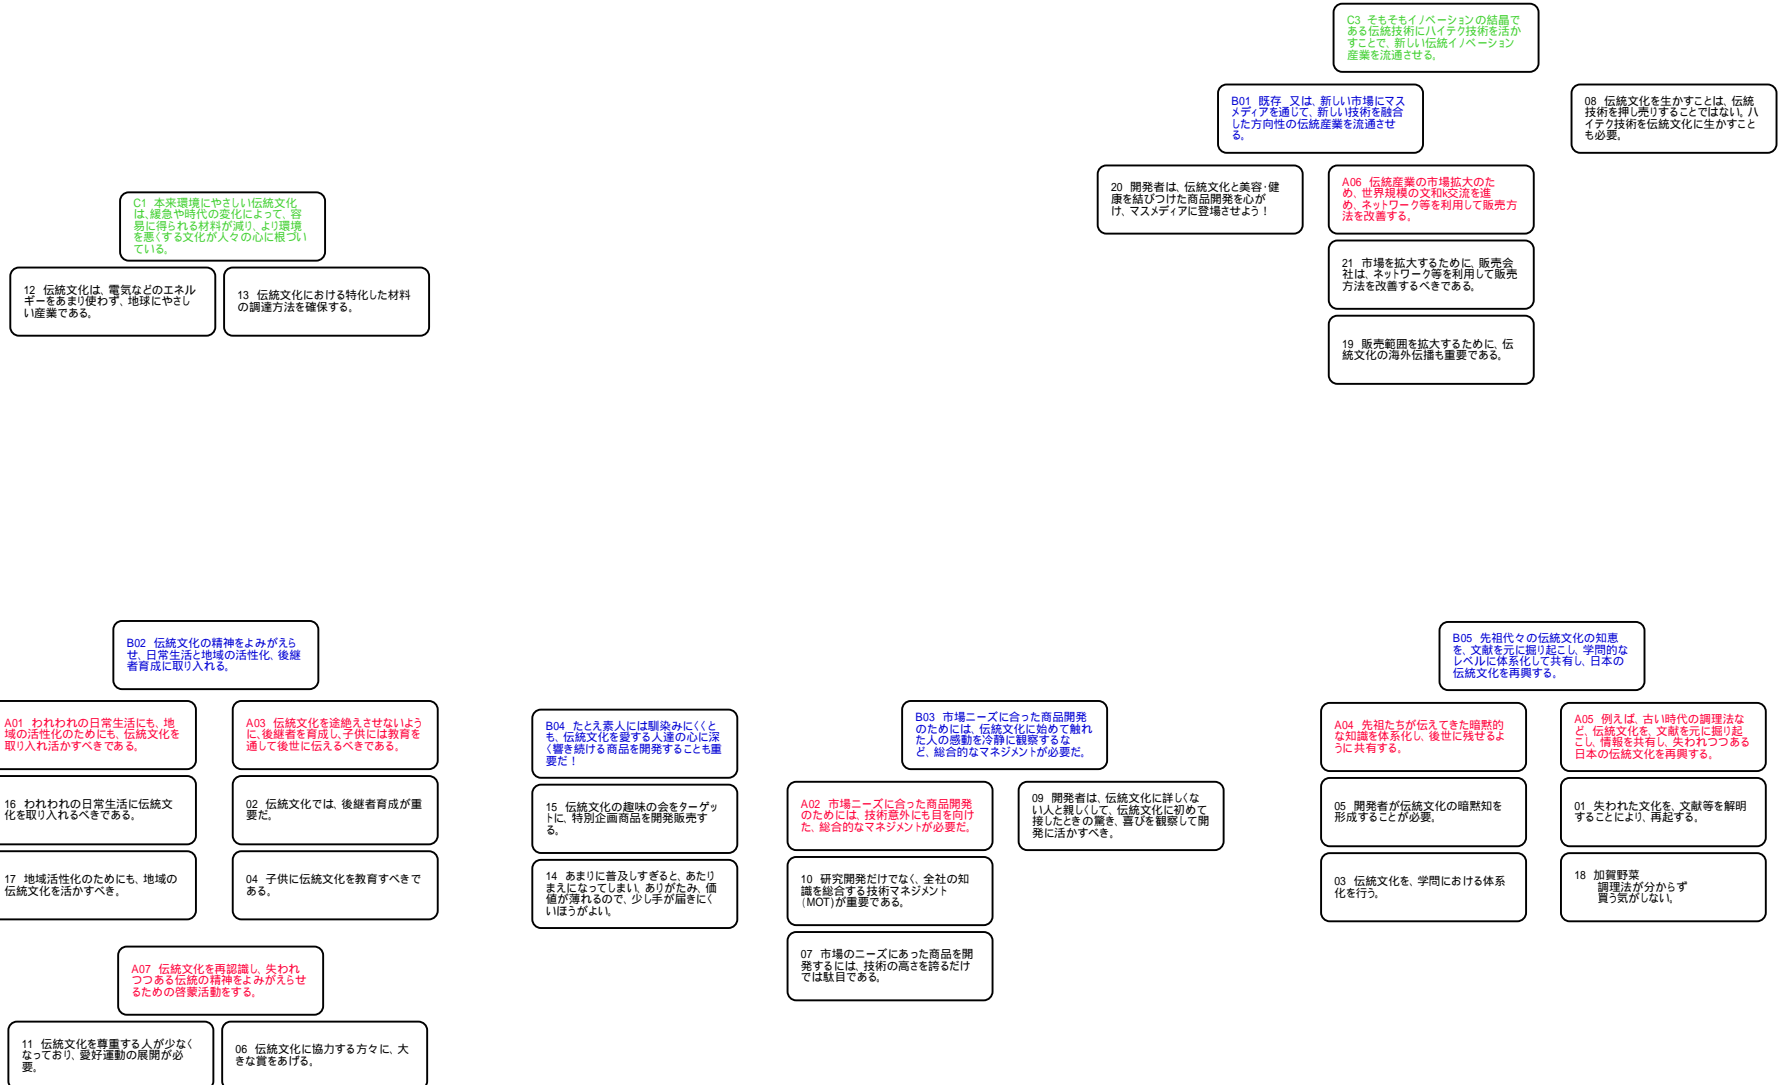 C3 そもそもイノベーションの結晶で
ある伝統技術にハイテク技術を活か
すことで、新しい伝統イノベーション
産業を流通させる。
B01 既存 又は、新しい市場にマス
メディアを通じて、新しい技術を融合
した方向性の伝統産業を流通させ
る。
08 伝統文化を生かすことは、伝統
技術を押し売りすることではない。ハ
イテク技術を伝統文化に生かすこと
も必要。
20 開発者は、伝統文化と美容・健
康を結びつけた商品開発を心が
け、マスメディアに登場させよう！
A06 伝統産業の市場拡大のた
め、世界規模の文和k交流を進
め、ネットワーク等を利用して販売方
法を改善する。
21 市場を拡大するために、販売会
社は、ネットワーク等を利用して販売
方法を改善するべきである。
19 販売範囲を拡大するために、伝
統文化の海外伝播も重要である。
C1 本来環境にやさしい伝統文化
は、緩急や時代の変化によって、容
易に得られる材料が減り、より環境
を悪くする文化が人々の心に根づい
ている。
12 伝統文化は、電気などのエネル
ギーをあまり使わず、地球にやさし
い産業である。
13 伝統文化における特化した材料
の調達方法を確保する。
B02 伝統文化の精神をよみがえら
せ、日常生活と地域の活性化、後継
者育成に取り入れる。
A01 われわれの日常生活にも、地
域の活性化のためにも、伝統文化を
取り入れ活かすべきである。
16 われわれの日常生活に伝統文
化を取り入れるべきである。
17 地域活性化のためにも、地域の
伝統文化を活かすべき。
A03 伝統文化を途絶えさせないよう
に、後継者を育成し、子供には教育を
通して後世に伝えるべきである。
02 伝統文化では、後継者育成が重
要だ。
04 子供に伝統文化を教育すべきで
ある。
A07 伝統文化を再認識し、失われ
つつある伝統の精神をよみがえらせ
るための啓蒙活動をする。
11 伝統文化を尊重する人が少なく
なっており、愛好運動の展開が必
要。
06 伝統文化に協力する方々に、大
きな賞をあげる。
B04 たとえ素人には馴染みにくくと
も、伝統文化を愛する人達の心に深
く響き続ける商品を開発することも重
要だ！
15 伝統文化の趣味の会をターゲッ
トに、特別企画商品を開発販売す
る。
14 あまりに普及しすぎると、あたり
まえになってしまい、ありがたみ、価
値が薄れるので、少し手が届きにく
いほうがよい。
B03 市場ニーズに合った商品開発
のためには、伝統文化に始めて触れ
た人の感動を冷静に観察するな
ど、総合的なマネジメントが必要だ。
A02 市場ニーズに合った商品開発
のためには、技術意外にも目を向け
た、総合的なマネジメントが必要だ。
10 研究開発だけでなく、全社の知
識を総合する技術マネジメント
（MOT)が重要である。
07 市場のニーズにあった商品を開
発するには、技術の高さを誇るだけ
では駄目である。
09 開発者は、伝統文化に詳しくな
い人と親しくして、伝統文化に初めて
接したときの驚き、喜びを観察して開
発に活かすべき。
B05 先祖代々の伝統文化の知恵
を、文献を元に掘り起こし、学問的な
レベルに体系化して共有し、日本の
伝統文化を再興する。
A04 先祖たちが伝えてきた暗黙的
な知識を体系化し、後世に残せるよ
うに共有する。
05 開発者が伝統文化の暗黙知を
形成することが必要。
03 伝統文化を、学問における体系
化を行う。
A05 例えば、古い時代の調理法な
ど、伝統文化を、文献を元に掘り起
こし、情報を共有し、失われつつある
日本の伝統文化を再興する。
01 失われた文化を、文献等を解明
することにより、再起する。
18 加賀野菜
調理法が分からず
買う気がしない。